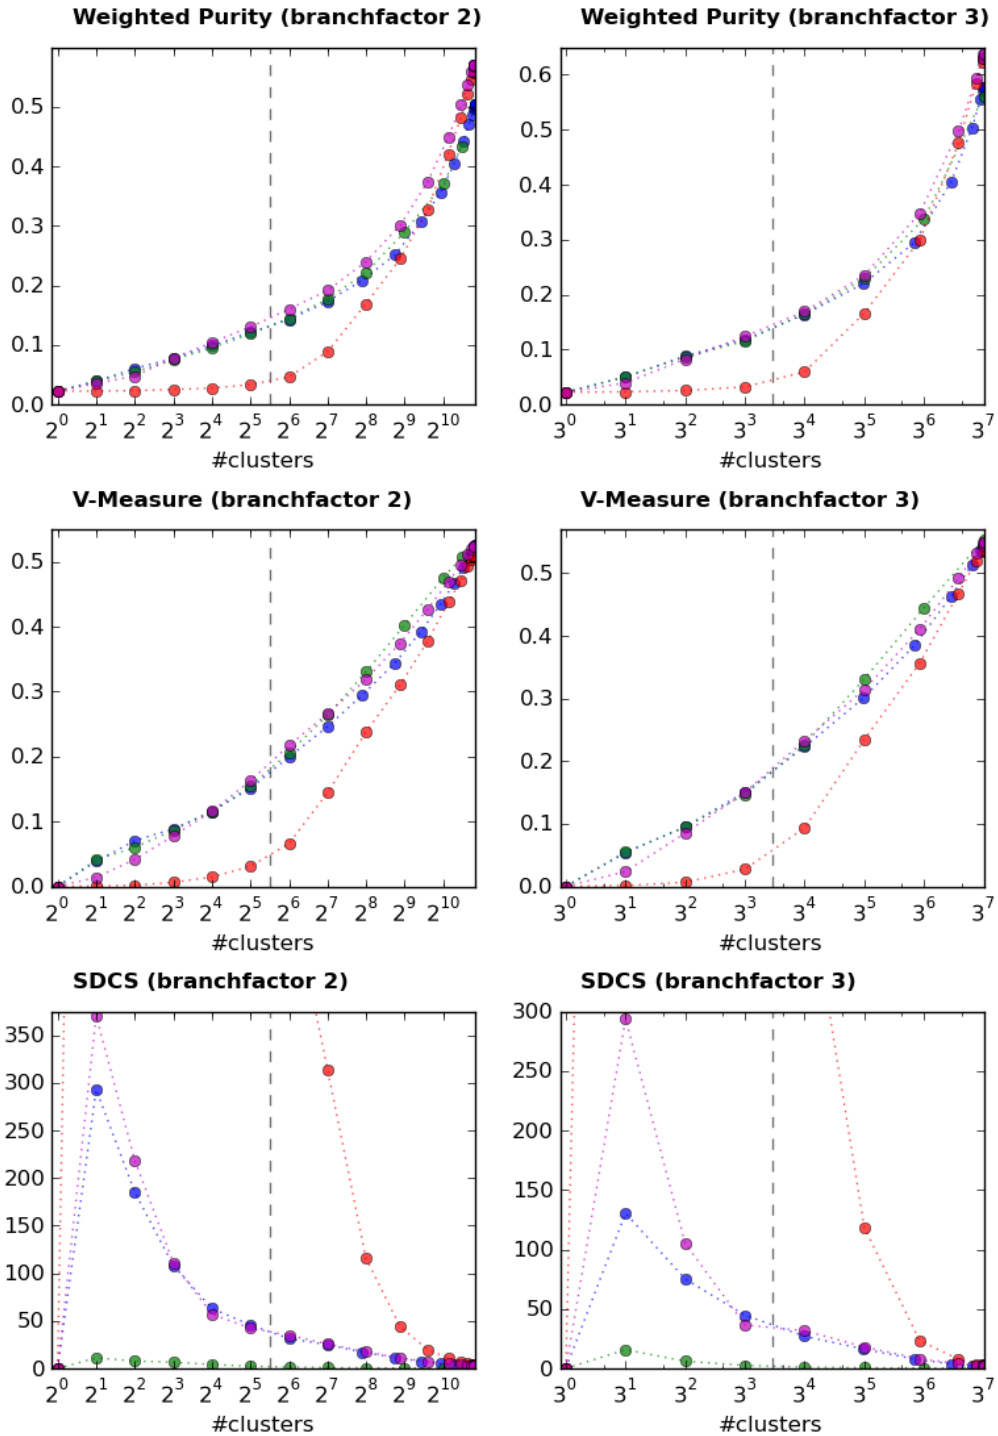 Weighted Purity (branchfactor 2)
0.5
0.4
0.3
0.2
0.1
0.0
2^0 2^1 2^2 2^3 2^4 2^5 2^6 2^7 2^8 2^9 2^10
#clusters
Weighted Purity (branchfactor 3)
0.6
0.5
0.4
0.3
0.2
0.1
0.0
3^0 3^1 3^2 3^3 3^4 3^5 3^6 3^7
#clusters
V-Measure (branchfactor 2)
0.5
0.4
0.3
0.2
0.1
0.0
2^0 2^1 2^2 2^3 2^4 2^5 2^6 2^7 2^8 2^9 2^10
#clusters
V-Measure (branchfactor 3)
0.5
0.4
0.3
0.2
0.1
0.0
3^0 3^1 3^2 3^3 3^4 3^5 3^6 3^7
#clusters
SDCS (branchfactor 2)
350
300
250
200
150
100
50
0
2^0 2^1 2^2 2^3 2^4 2^5 2^6 2^7 2^8 2^9 2^10
#clusters
SDCS (branchfactor 3)
300
250
200
150
100
50
0
3^0 3^1 3^2 3^3 3^4 3^5 3^6 3^7
#clusters